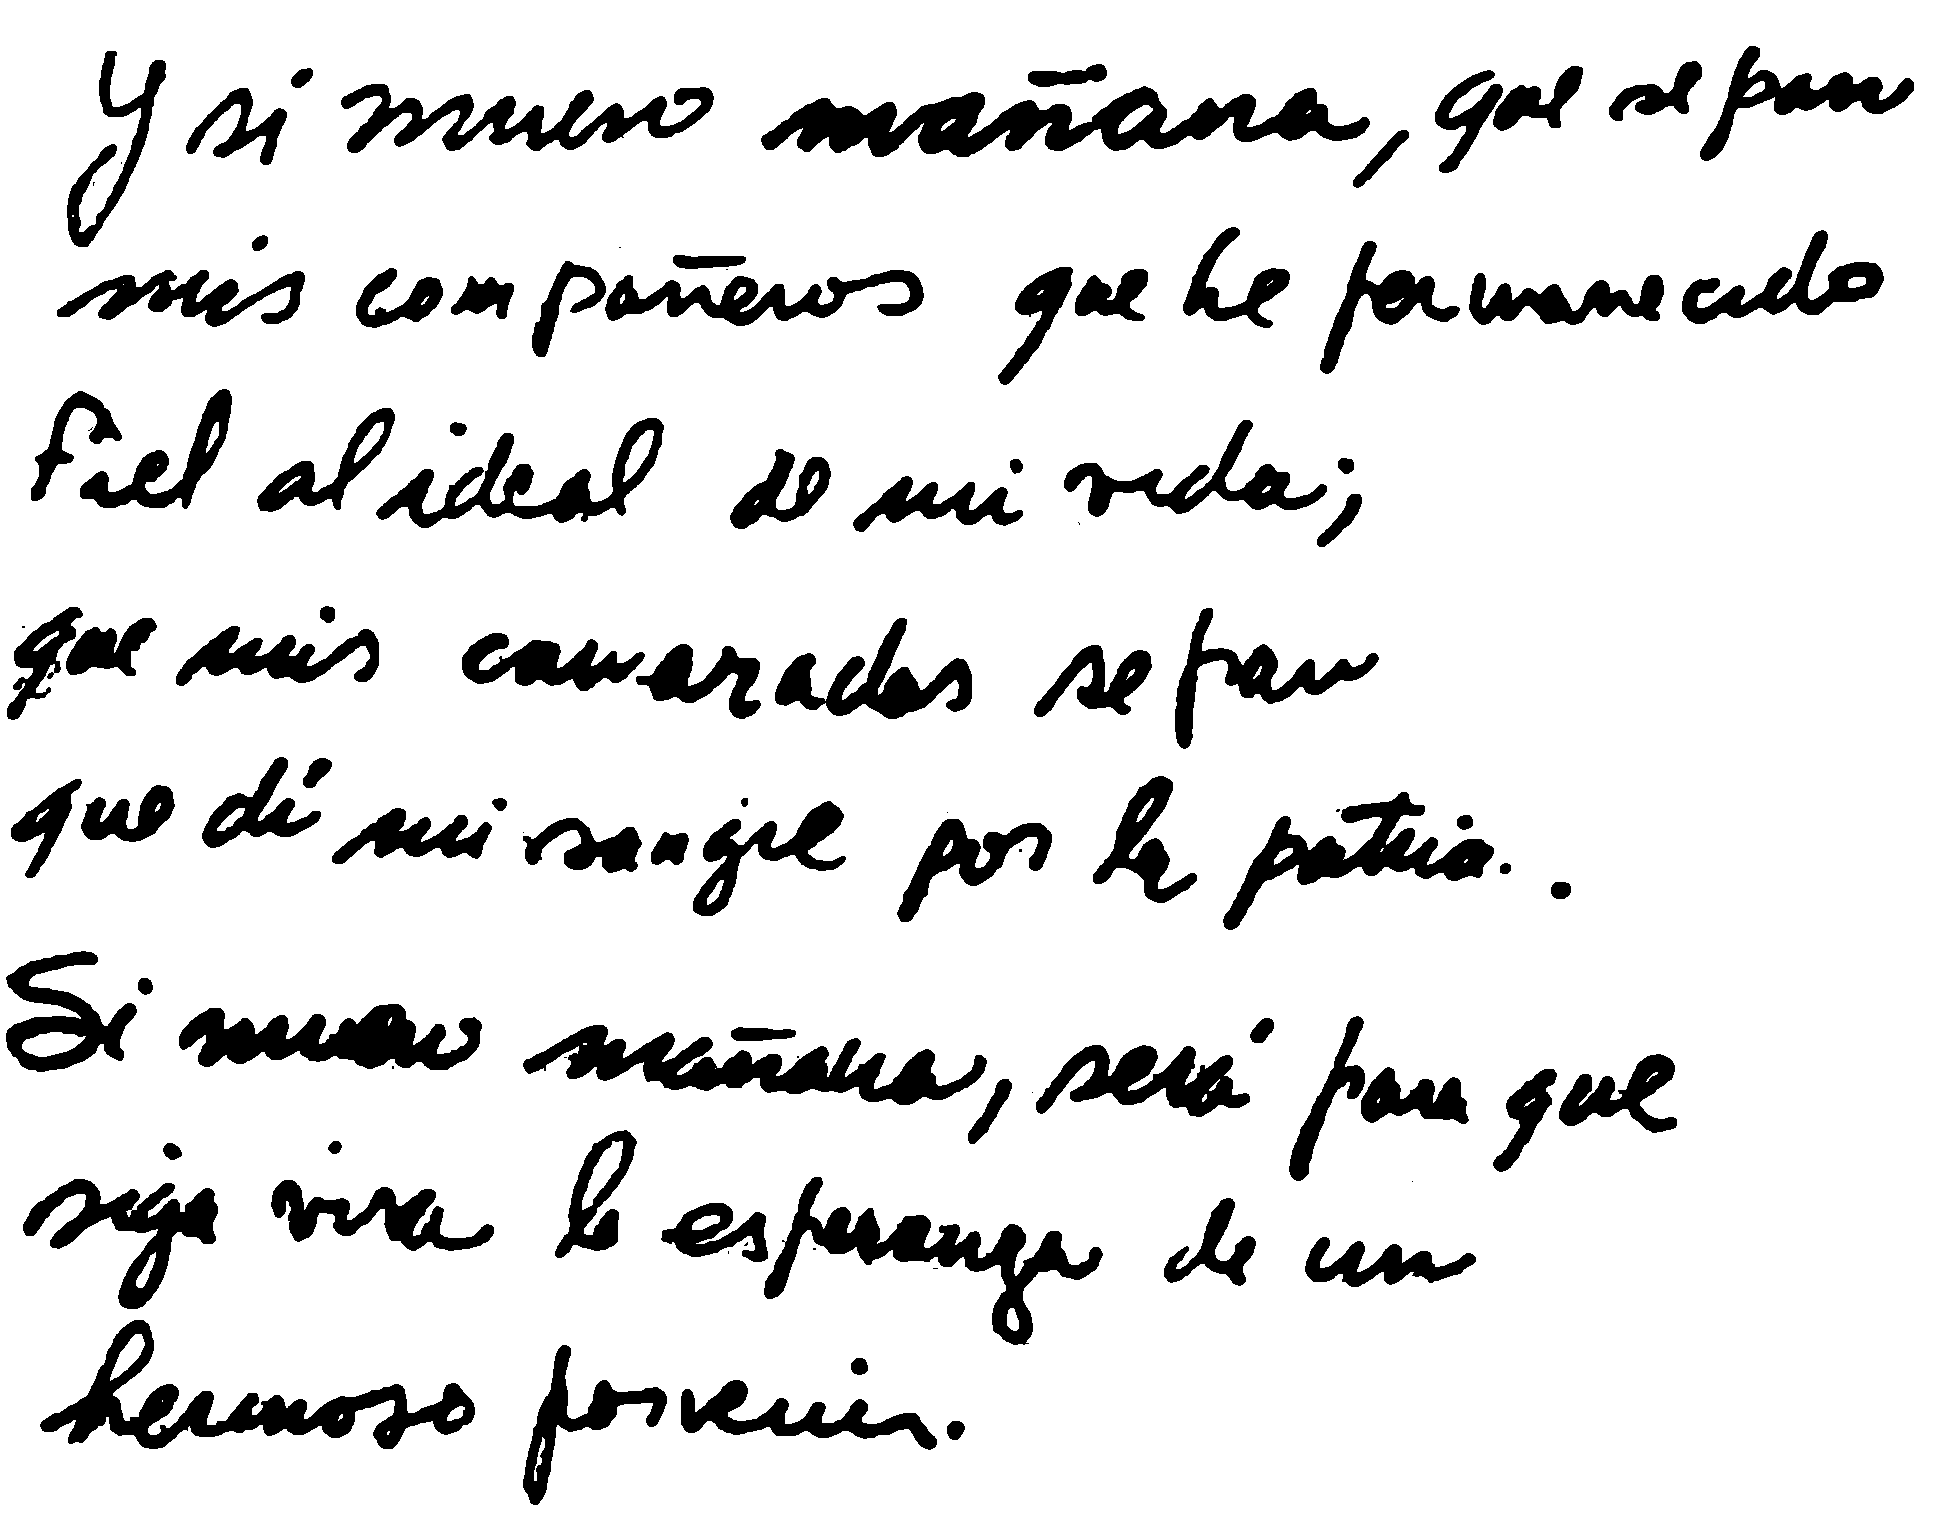 Y si muero mañana, que sepan
mis compañeros que he permanecido
fiel al ideal de mi vida;
que mis camaradas sepan
que dí mi sangre por la patria..
Si muero mañana, será para que
siga viva la esperanza de un
hermoso porvenir.